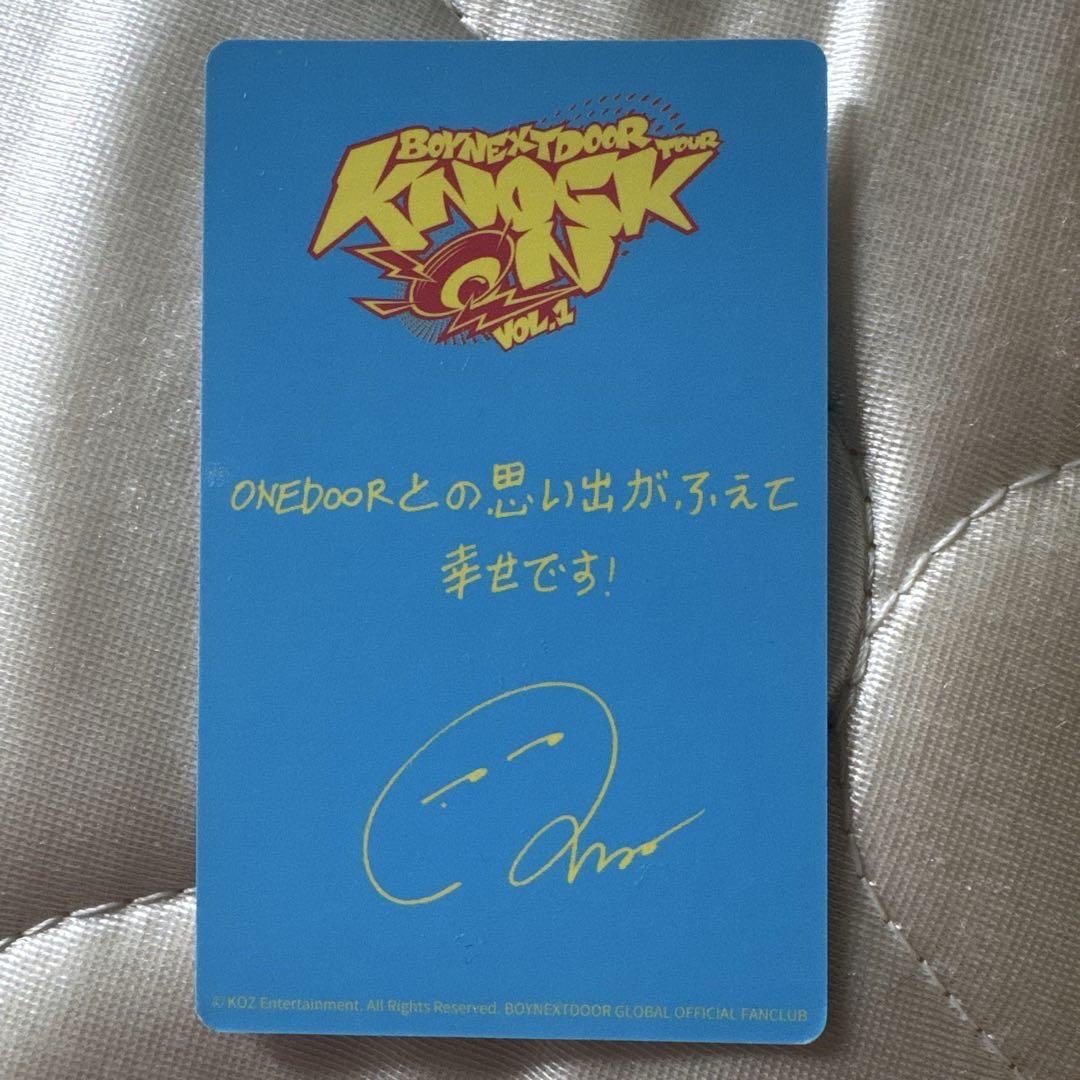 BOYNEXTDOOR TOUR
KNOCK
ON
VOL.1
ONEDOORとの思い出がふえて
幸せです!
© KOZ Entertainment. All Rights Reserved. BOYNEXTDOOR GLOBAL OFFICIAL FANCLUB